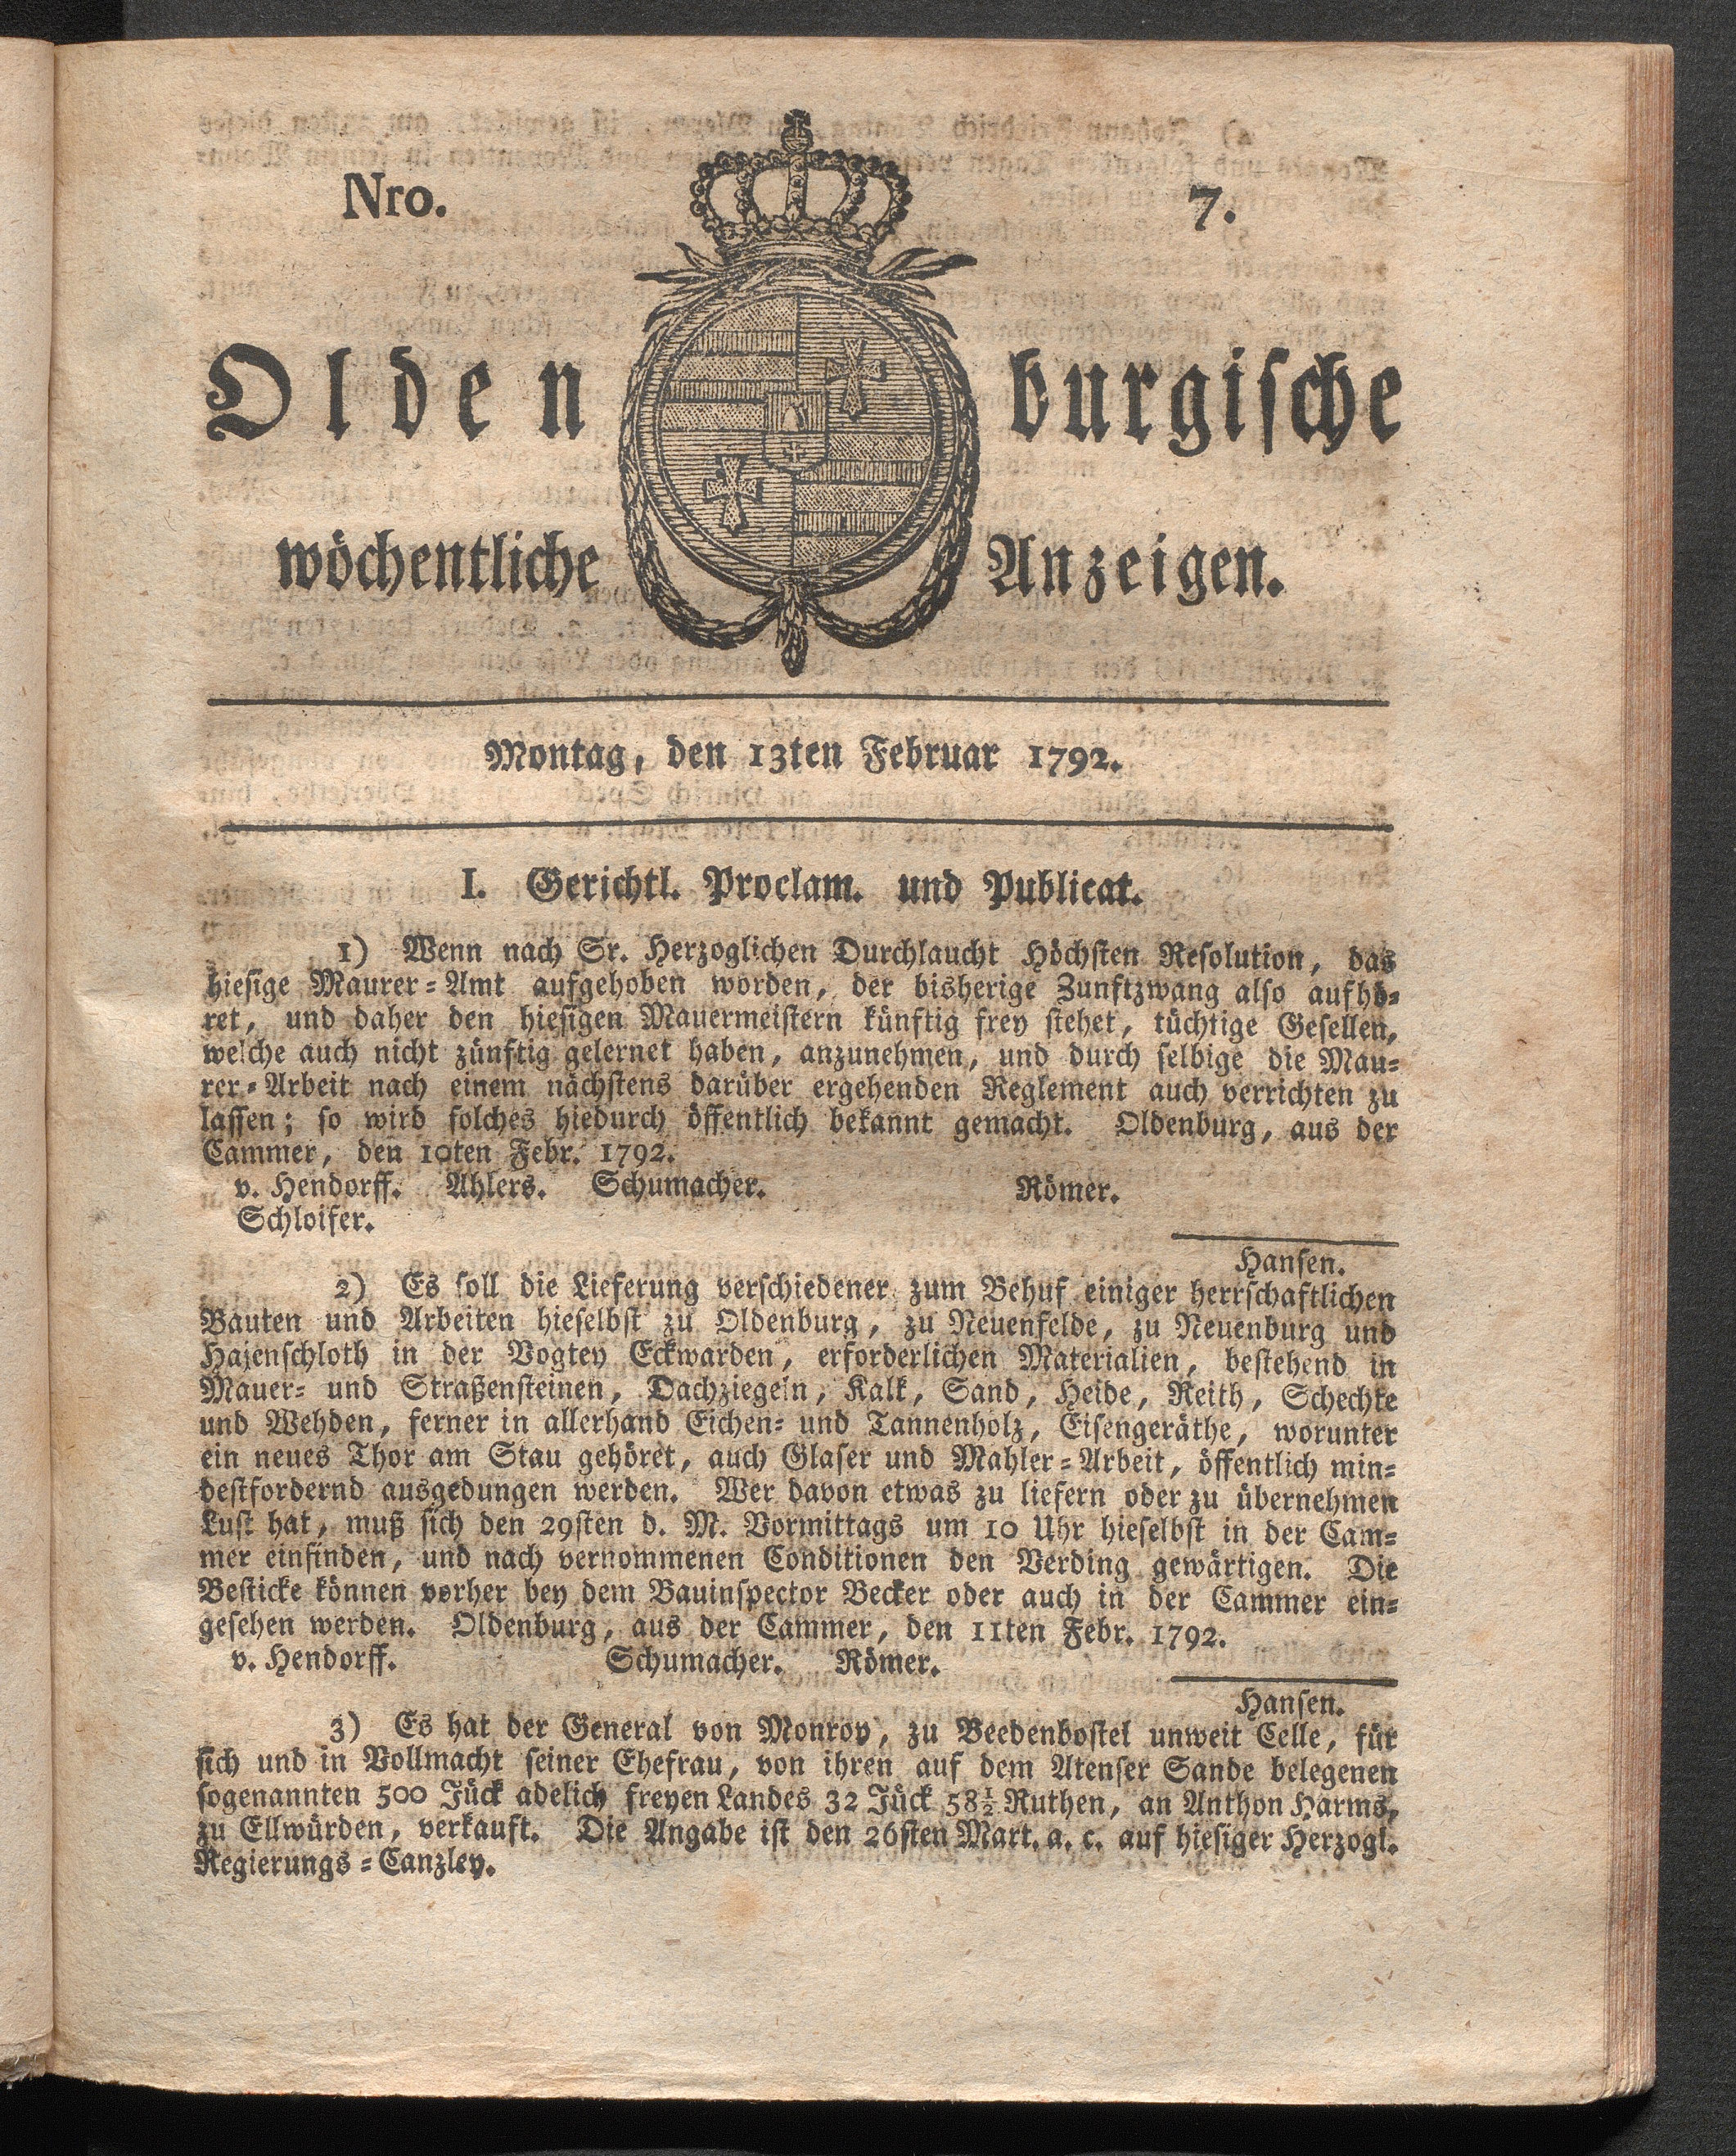 Nro. 7.
Oldenburgische
wöchentliche Anzeigen.
Montag, den 13ten Februar 1792.
I. Gerichtl. Proclam. und Publicat.
1) Wenn nach Sr. Herzoglichen Durchlaucht Höchsten Resolution, das
hiesige Maurer-Amt aufgehoben worden, der bisherige Zunftzwang also aufhö-
ret, und daher den hiesigen Mauermeistern künftig frey stehet, tüchtige Gesellen,
welche auch nicht zünftig gelernet haben, anzunehmen, und durch selbige die Mau-
rer-Arbeit nach einem nächstens darüber ergehenden Reglement auch verrichten zu
lassen; so wird solches hiedurch öffentlich bekannt gemacht. Oldenburg, aus der
Cammer, den 10ten Febr. 1792.
v. Hendorff. Ahlers. Schumacher. Römer.
Schloifer.
Hansen.
2) Es soll die Lieferung verschiedener zum Behuf einiger herrschaftlichen
Bauten und Arbeiten hieselbst zu Oldenburg, zu Neuenfelde, zu Neuenburg und
Hajenschloth in der Vogtey Eckwarden, erforderlichen Materialien, bestehend in
Mauer- und Straßensteinen, Dachziegeln, Kalk, Sand, Heide, Reith, Schechte
und Wehden, ferner in allerhand Eichen- und Tannenholz, Eisengeräthe, worunter
ein neues Thor am Stau gehöret, auch Glaser und Mahler-Arbeit, öffentlich min-
destfordernd ausgedungen werden. Wer davon etwas zu liefern oder zu übernehmen
Lust hat, muß sich den 29sten d. M. Vormittags um 10 Uhr hieselbst in der Cam-
mer einfinden, und nach vernommenen Conditionen den Verding gewärtigen. Die
Besticke können vorher bey dem Bauinspector Becker oder auch in der Cammer ein-
gesehen werden. Oldenburg, aus der Cammer, den 11ten Febr. 1792.
v. Hendorff. Schumacher. Römer.
Hansen.
3) Es hat der General von Monroy, zu Beedenbostel unweit Celle, für
sich und in Vollmacht seiner Ehefrau, von ihren auf dem Atenser Sande belegenen
sogenannten 500 Jück adelich freyen Landes 32 Jück 58½ Ruthen, an Anthon Harms,
zu Ellwürden, verkauft. Die Angabe ist den 26sten Mart. a. c. auf hiesiger Herzogl.
Regierungs-Canzley.